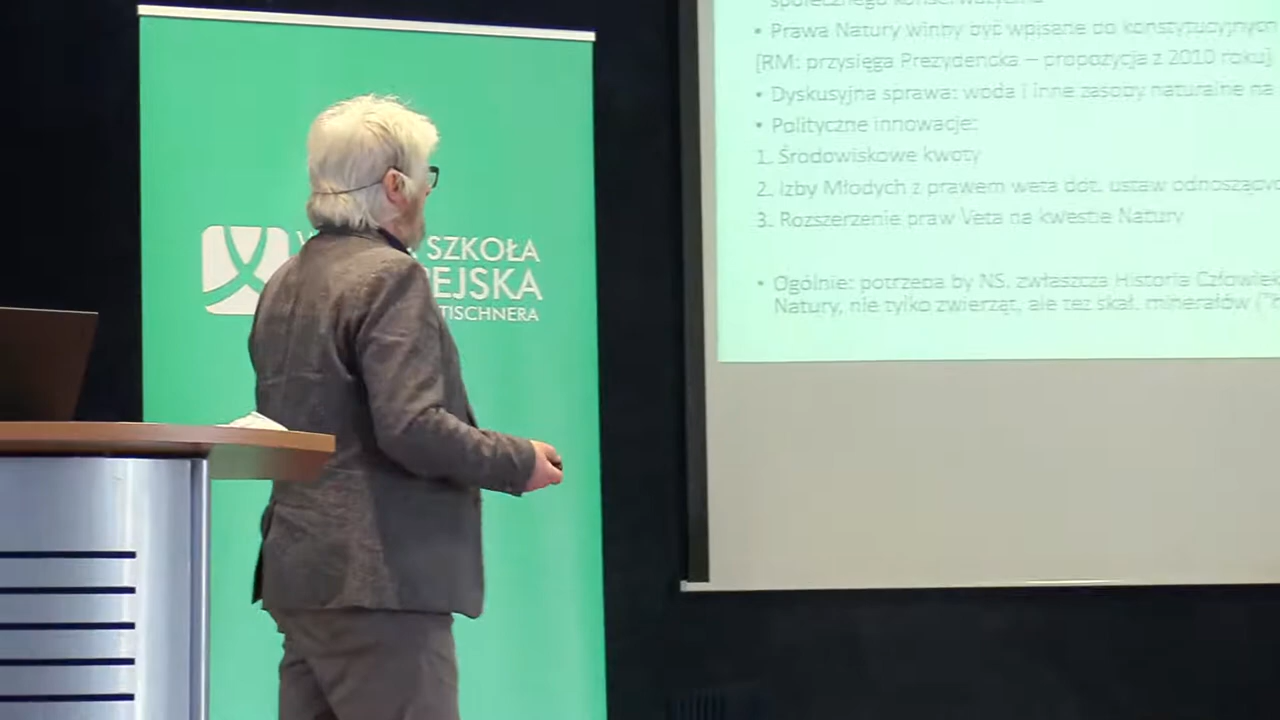 SZKOŁA
EJSKA
TISCHNERA
społecznego konserwatyzmu
• Prawa Natury winny być wpisane do konstytucyjnych
[RM: przysięga Prezydencka – propozycja z 2010 roku]
• Dyskusyjna sprawa: woda i inne zasoby naturalne na
• Polityczne innowacje:
1. Środowiskowe kwoty
2. Izby Młodych z prawem weta dot. ustaw odnoszącyc
3. Rozszerzenie praw Veta na kwestie Natury
• Ogólnie: potrzeba by NS. zwłaszcza Historia Człowiek
Natury, nie tylko zwierząt, ale też skał, minerałów